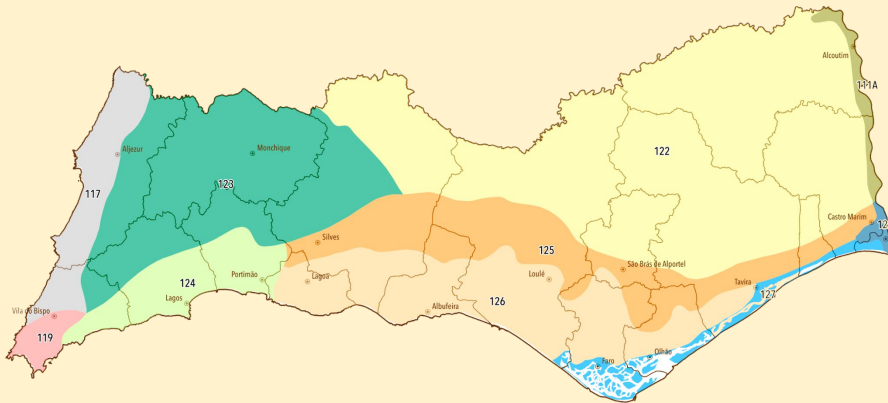 Alcoutim
111A
Aljezur
Monchique
122
117
123
Castro Marim
12
Silves
125
São Brás de Alportel
124
Portimão
Lagoa
Loulé
Tavira
127
Lagos
126
Vila do Bispo
Albufeira
119
Olhão
Faro